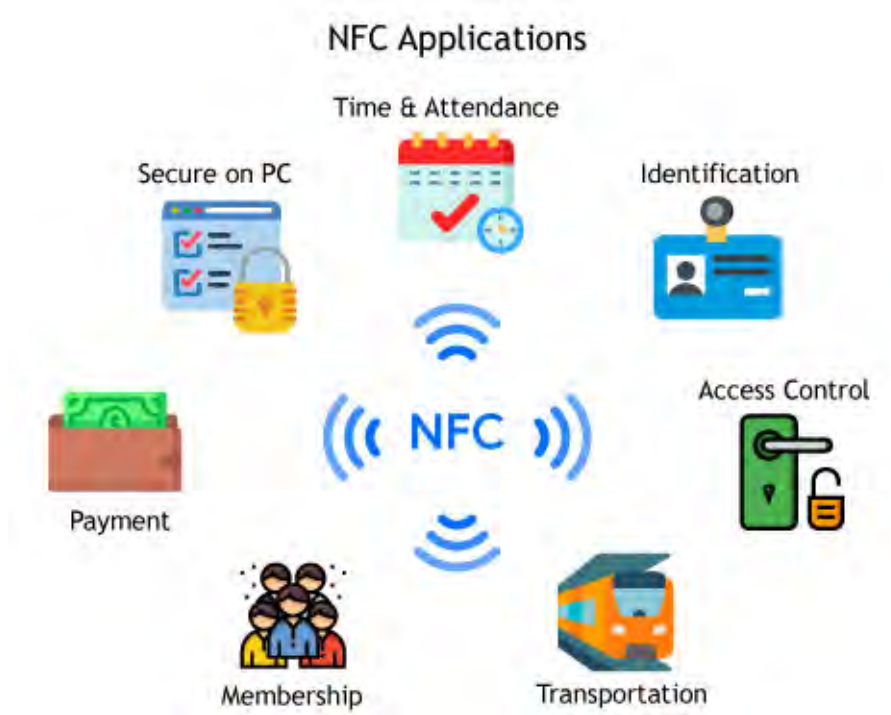 NFC Applications
Time & Attendance
Secure on PC
Identification
Access Control
NFC
Payment
Membership
Transportation